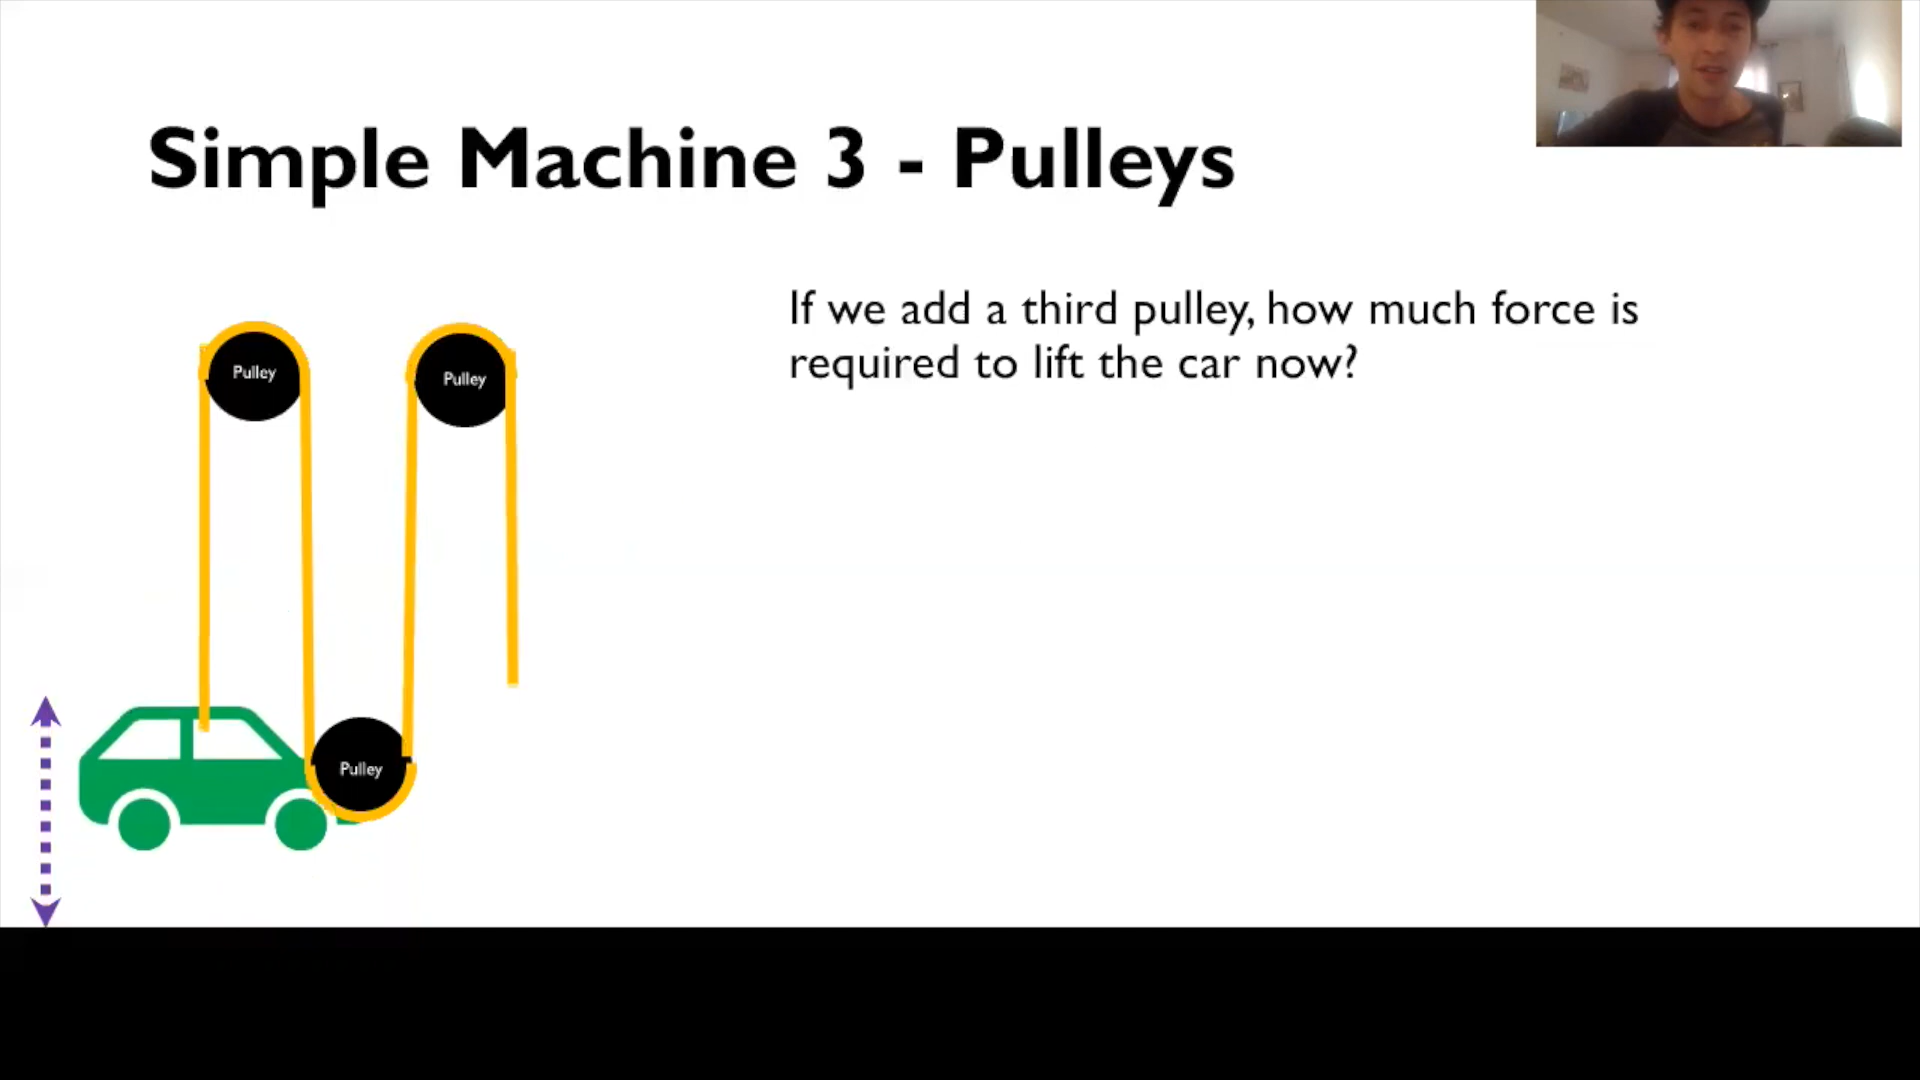 Simple Machine 3 - Pulleys
If we add a third pulley, how much force is
required to lift the car now?
Pulley
Pulley
Pulley